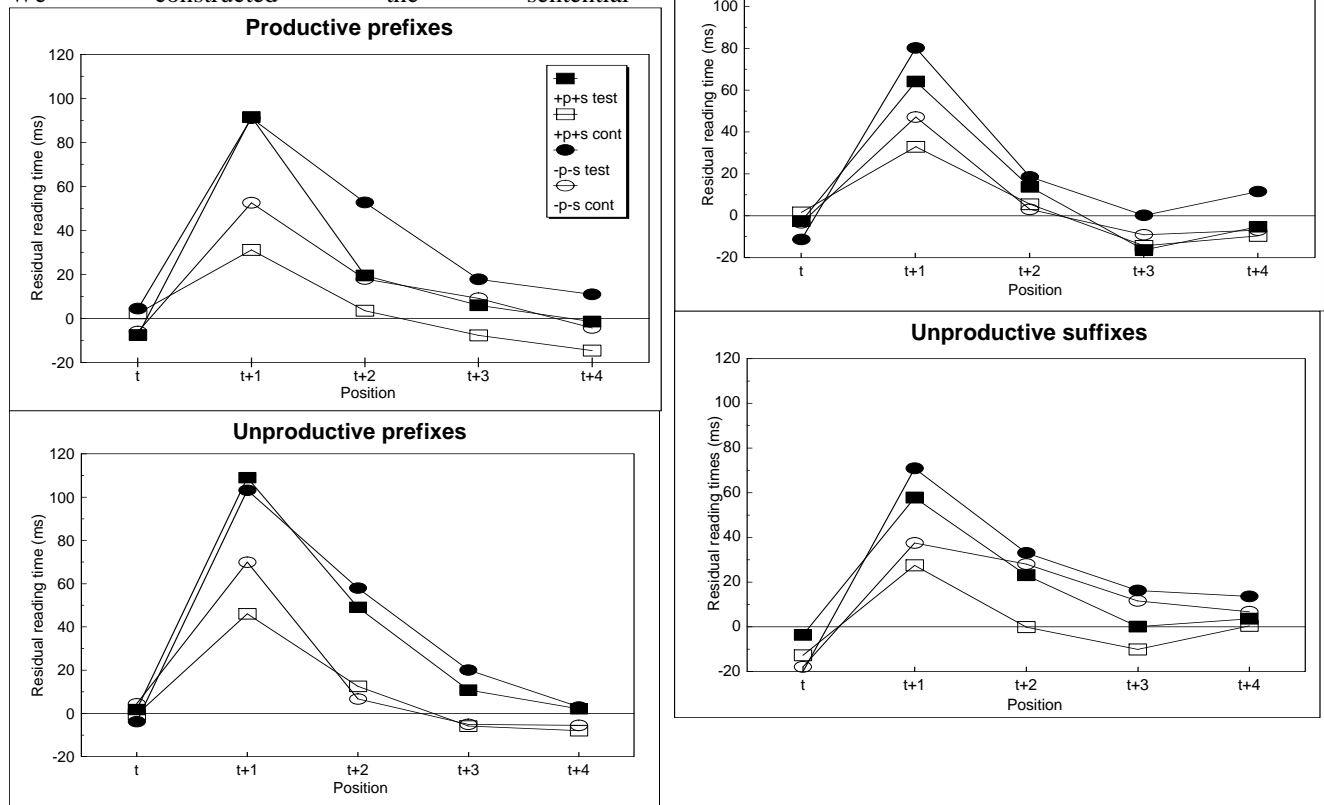 We constructed the sentential
Productive prefixes
120
100
80
60
40
20
0
-20
Residual reading time (ms)
+p+s test
+p+s cont
-p-s test
-p-s cont
t t+1 t+2 t+3 t+4
Position
Unproductive prefixes
120
100
80
60
40
20
0
-20
Residual reading time (ms)
t t+1 t+2 t+3 t+4
Position
100
80
60
40
20
0
-20
Residual reading time (ms)
t t+1 t+2 t+3 t+4
Position
Unproductive suffixes
120
100
80
60
40
20
0
-20
Residual reading times (ms)
t t+1 t+2 t+3 t+4
Position